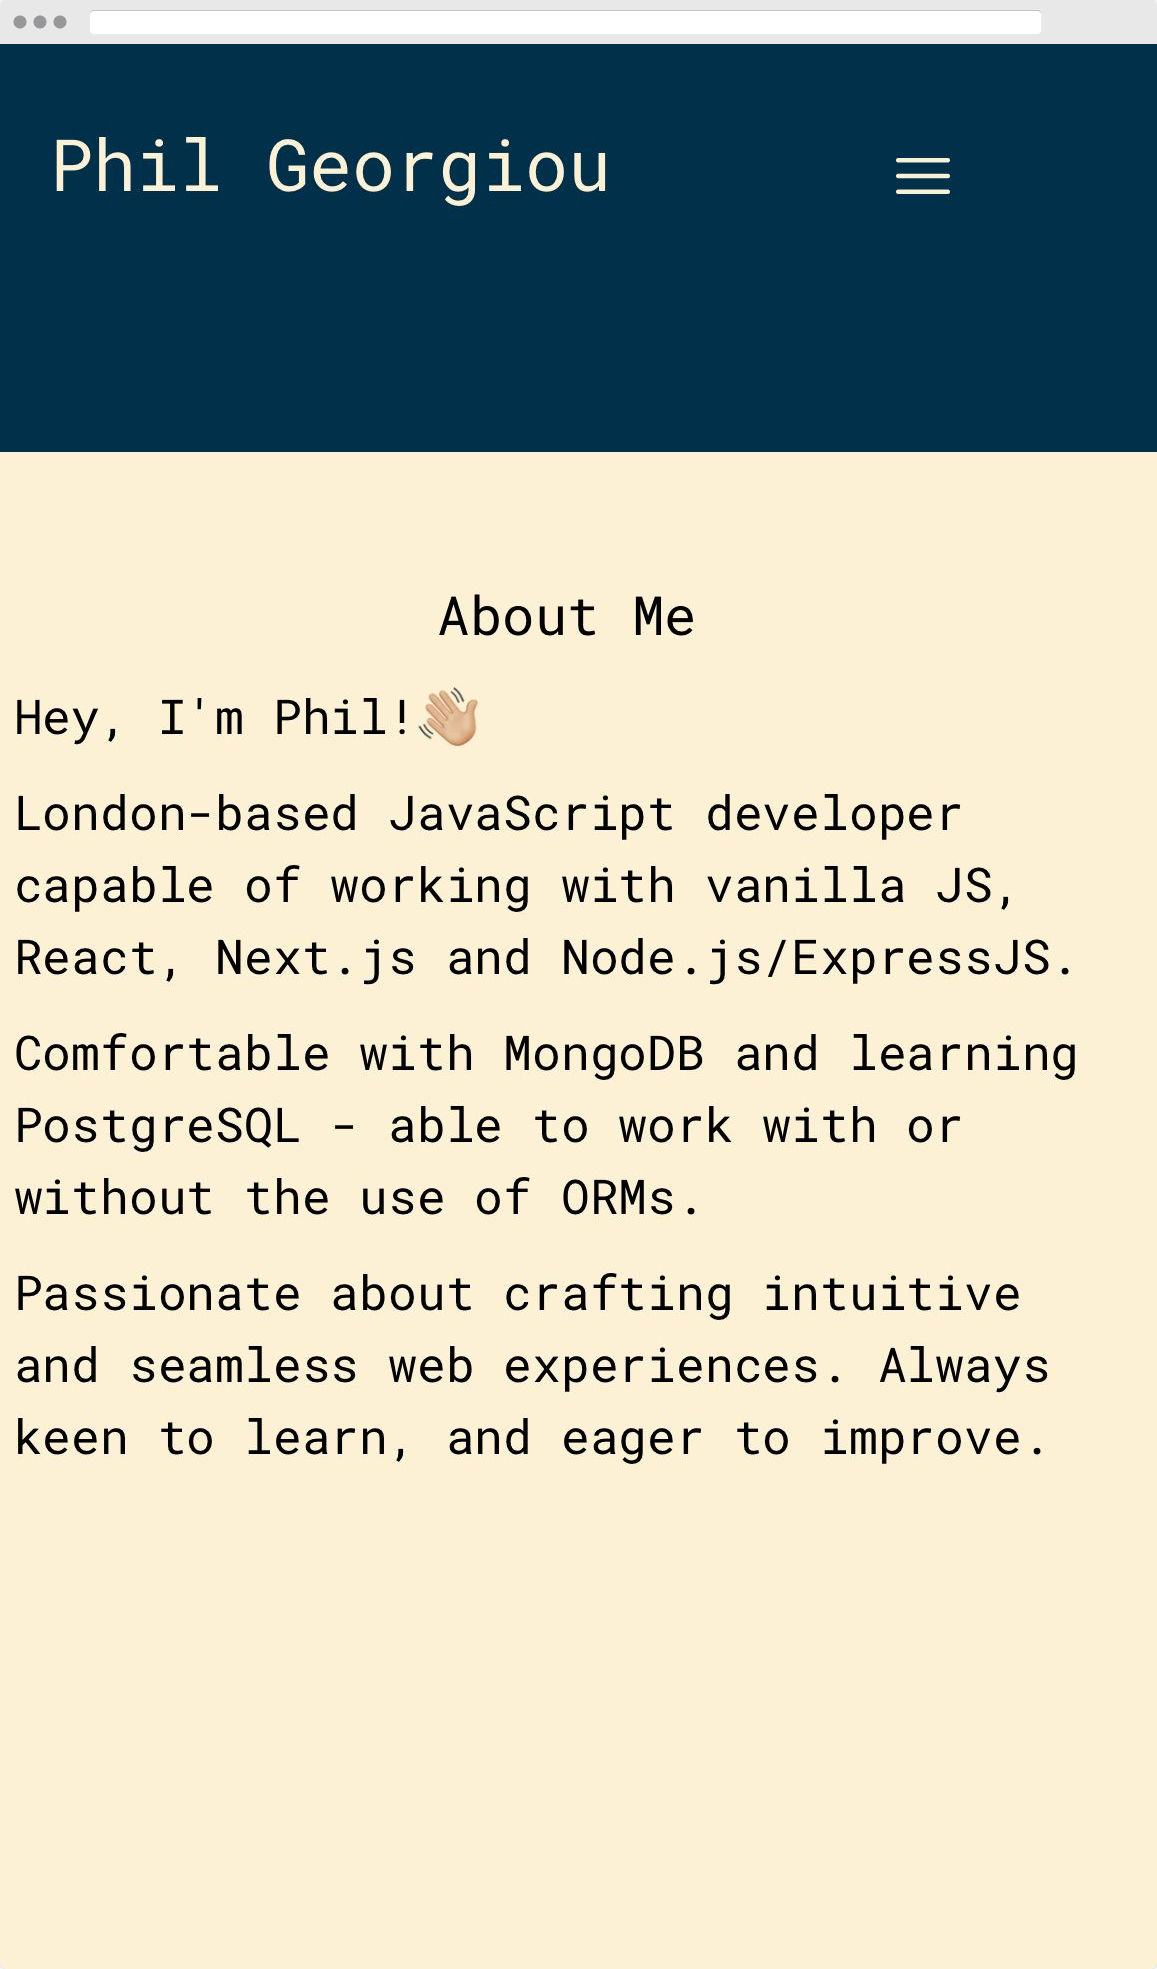 Phil Georgiou
About Me
Hey, I'm Phil!👋🏼
London-based JavaScript developer
capable of working with vanilla JS,
React, Next.js and Node.js/ExpressJS.
Comfortable with MongoDB and learning
PostgreSQL - able to work with or
without the use of ORMs.
Passionate about crafting intuitive
and seamless web experiences. Always
keen to learn, and eager to improve.